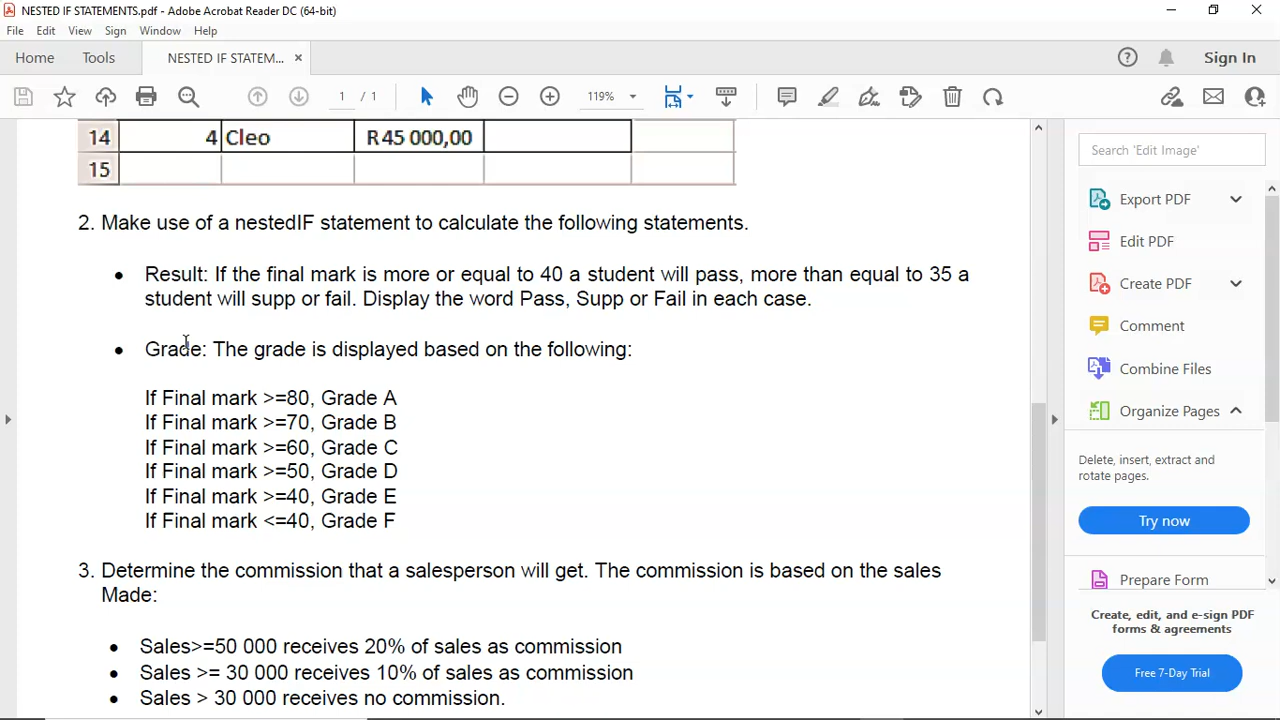 NESTED IF STATEMENTS.pdf - Adobe Acrobat Reader DC (64-bit)
File Edit View Sign Window Help
Home Tools NESTED IF STATEM... × Sign In
1 / 1 119%
14 4 Cleo R45 000,00
15
2. Make use of a nestedIF statement to calculate the following statements.
• Result: If the final mark is more or equal to 40 a student will pass, more than equal to 35 a
student will supp or fail. Display the word Pass, Supp or Fail in each case.
• Grade: The grade is displayed based on the following:
If Final mark >=80, Grade A
If Final mark >=70, Grade B
If Final mark >=60, Grade C
If Final mark >=50, Grade D
If Final mark >=40, Grade E
If Final mark <=40, Grade F
3. Determine the commission that a salesperson will get. The commission is based on the sales
Made:
• Sales>=50 000 receives 20% of sales as commission
• Sales >= 30 000 receives 10% of sales as commission
• Sales > 30 000 receives no commission.
Search 'Edit Image'
Export PDF
Edit PDF
Create PDF
Comment
Combine Files
Organize Pages
Delete, insert, extract and
rotate pages.
Try now
Prepare Form
Create, edit, and e-sign PDF
forms & agreements
Free 7-Day Trial